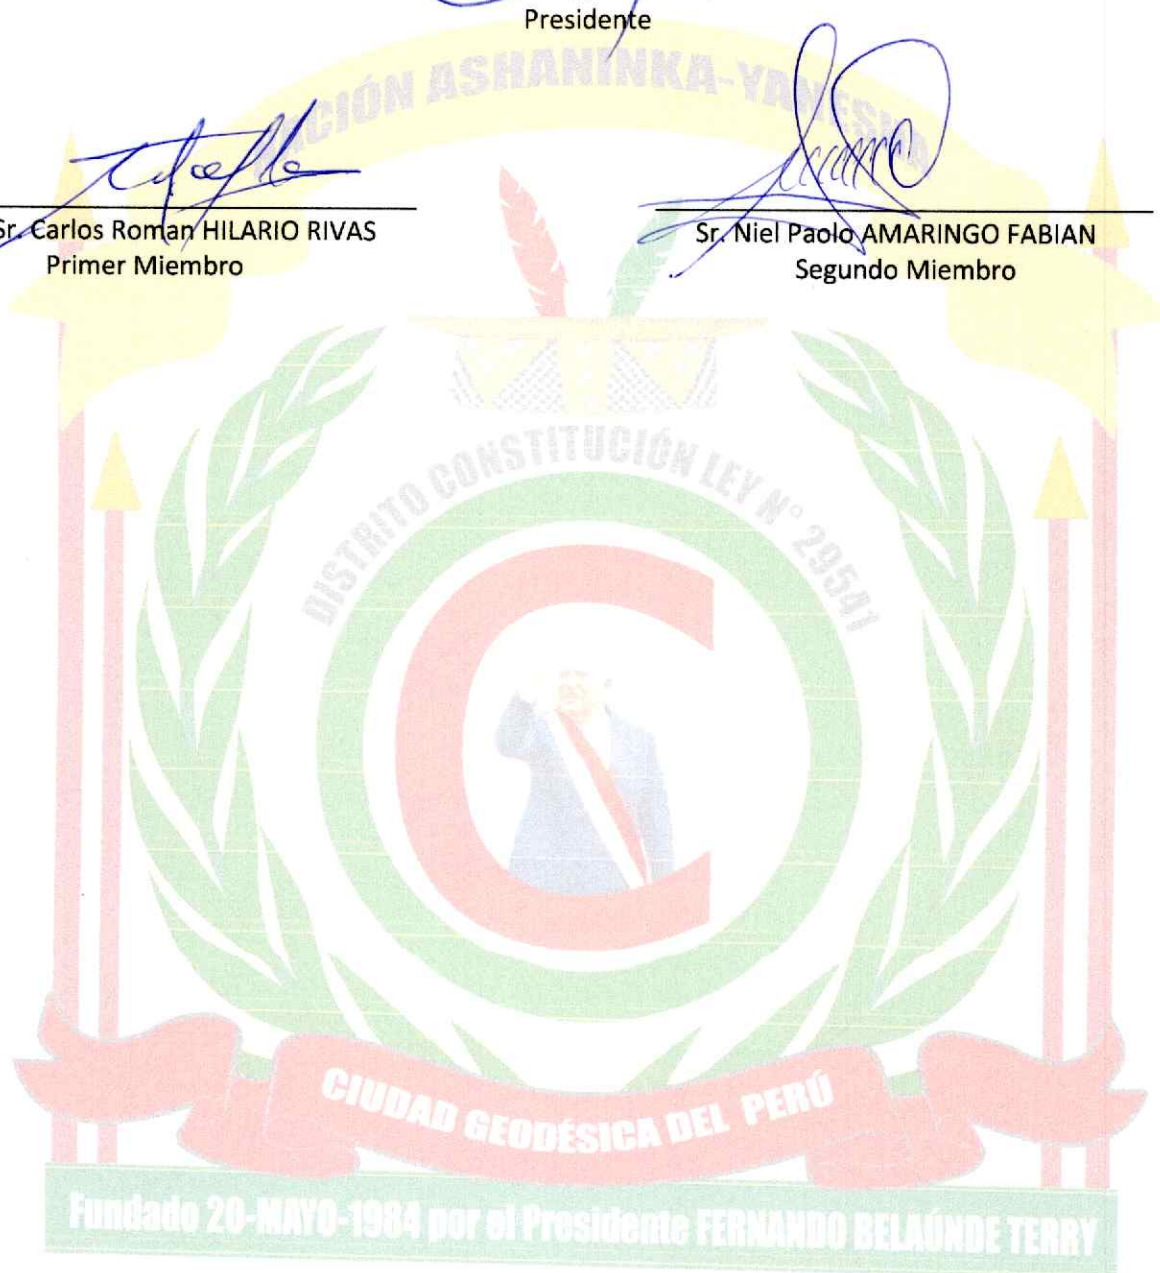 Presidente
NACIÓN ASHANINKA-YANESHA
Sr. Carlos Roman HILARIO RIVAS
Primer Miembro
Sr. Niel Paolo AMARINGO FABIAN
Segundo Miembro
DISTRITO CONSTITUCIÓN LEY N° 29541
C
CIUDAD GEODÉSICA DEL PERÚ
Fundado 20-MAYO-1984 por el Presidente FERNANDO BELAÚNDE TERRY